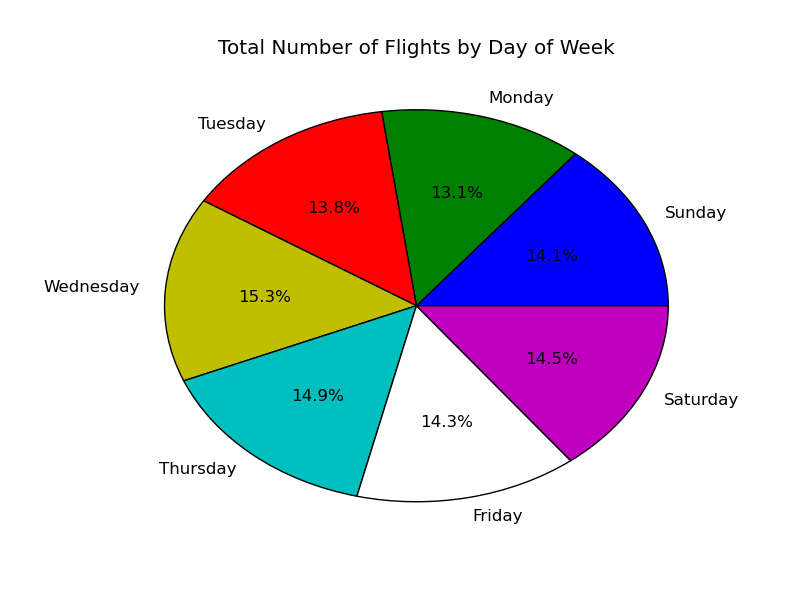 Total Number of Flights by Day of Week
Monday
Tuesday
13.1%
13.8%
Sunday
14.1%
Wednesday
15.3%
14.5%
14.9%
Saturday
14.3%
Thursday
Friday